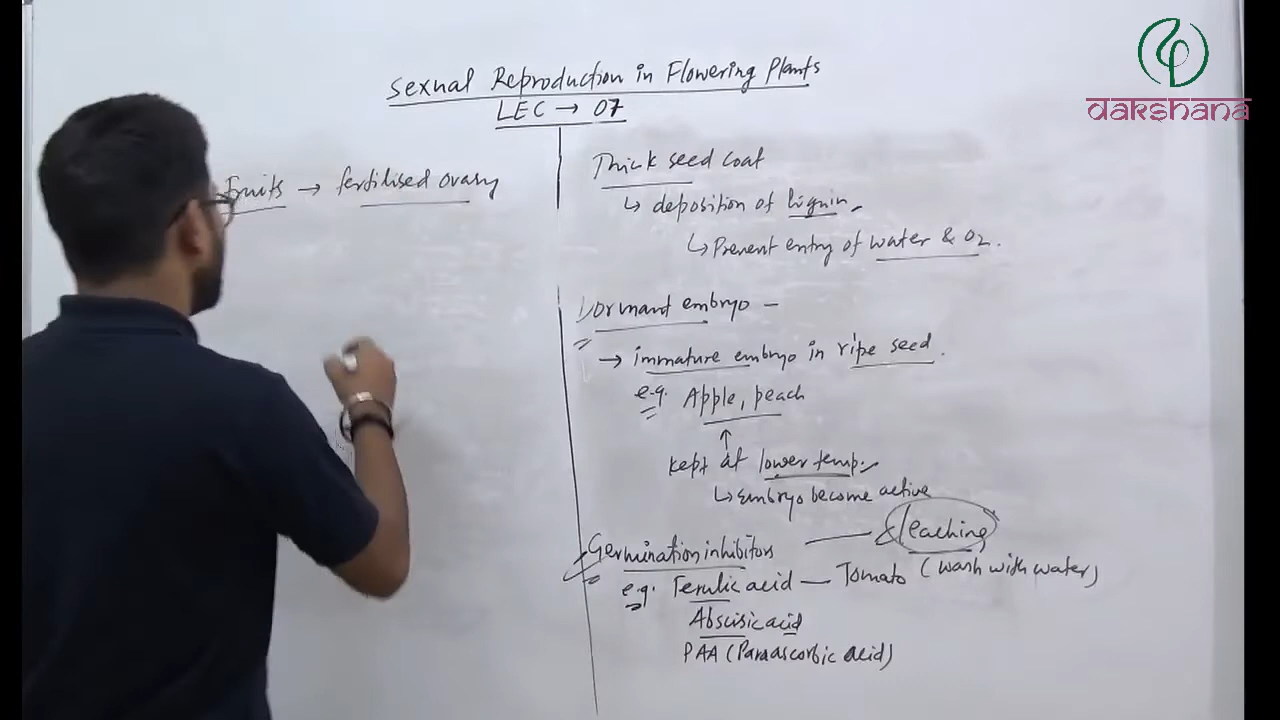 Sexual Reproduction in Flowering Plants
LEC → 07
Fruits → fertilised ovary
Thick seed coat
↳ deposition of lignin
↳ Prevent entry of water & O2.
Dormant embryo –
→ immature embryo in ripe seed.
e.g. Apple, peach
↑
kept at lower temp.
↳ Embryo become active
Germination inhibitors — leaching
(wash with water)
e.g. Ferulic acid — Tomato
Abscisic acid
PAA (Paraascorbic acid)
dakshana